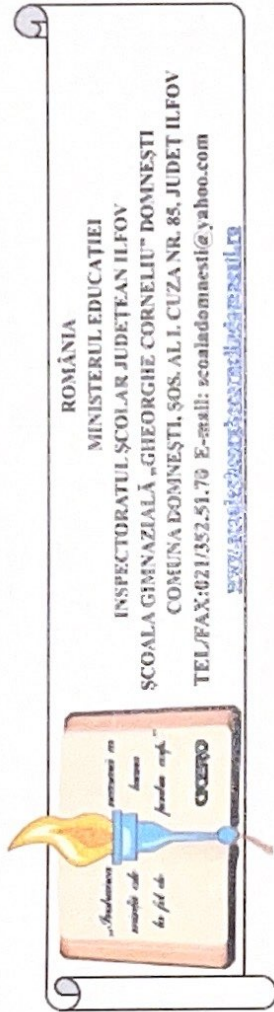 ROMÂNIA
MINISTERUL EDUCAȚIEI
INSPECTORATUL ȘCOLAR JUDEȚEAN ILFOV
ȘCOALA GIMNAZIALĂ „GHEORGHE CORNELIU” DOMNEȘTI
COMUNA DOMNEȘTI, ȘOS. AL I. CUZA NR. 85, JUDEȚ ILFOV
TEL/FAX:021/352.51.70 E-mail: scoaladomnesti@yahoo.com
CICERO